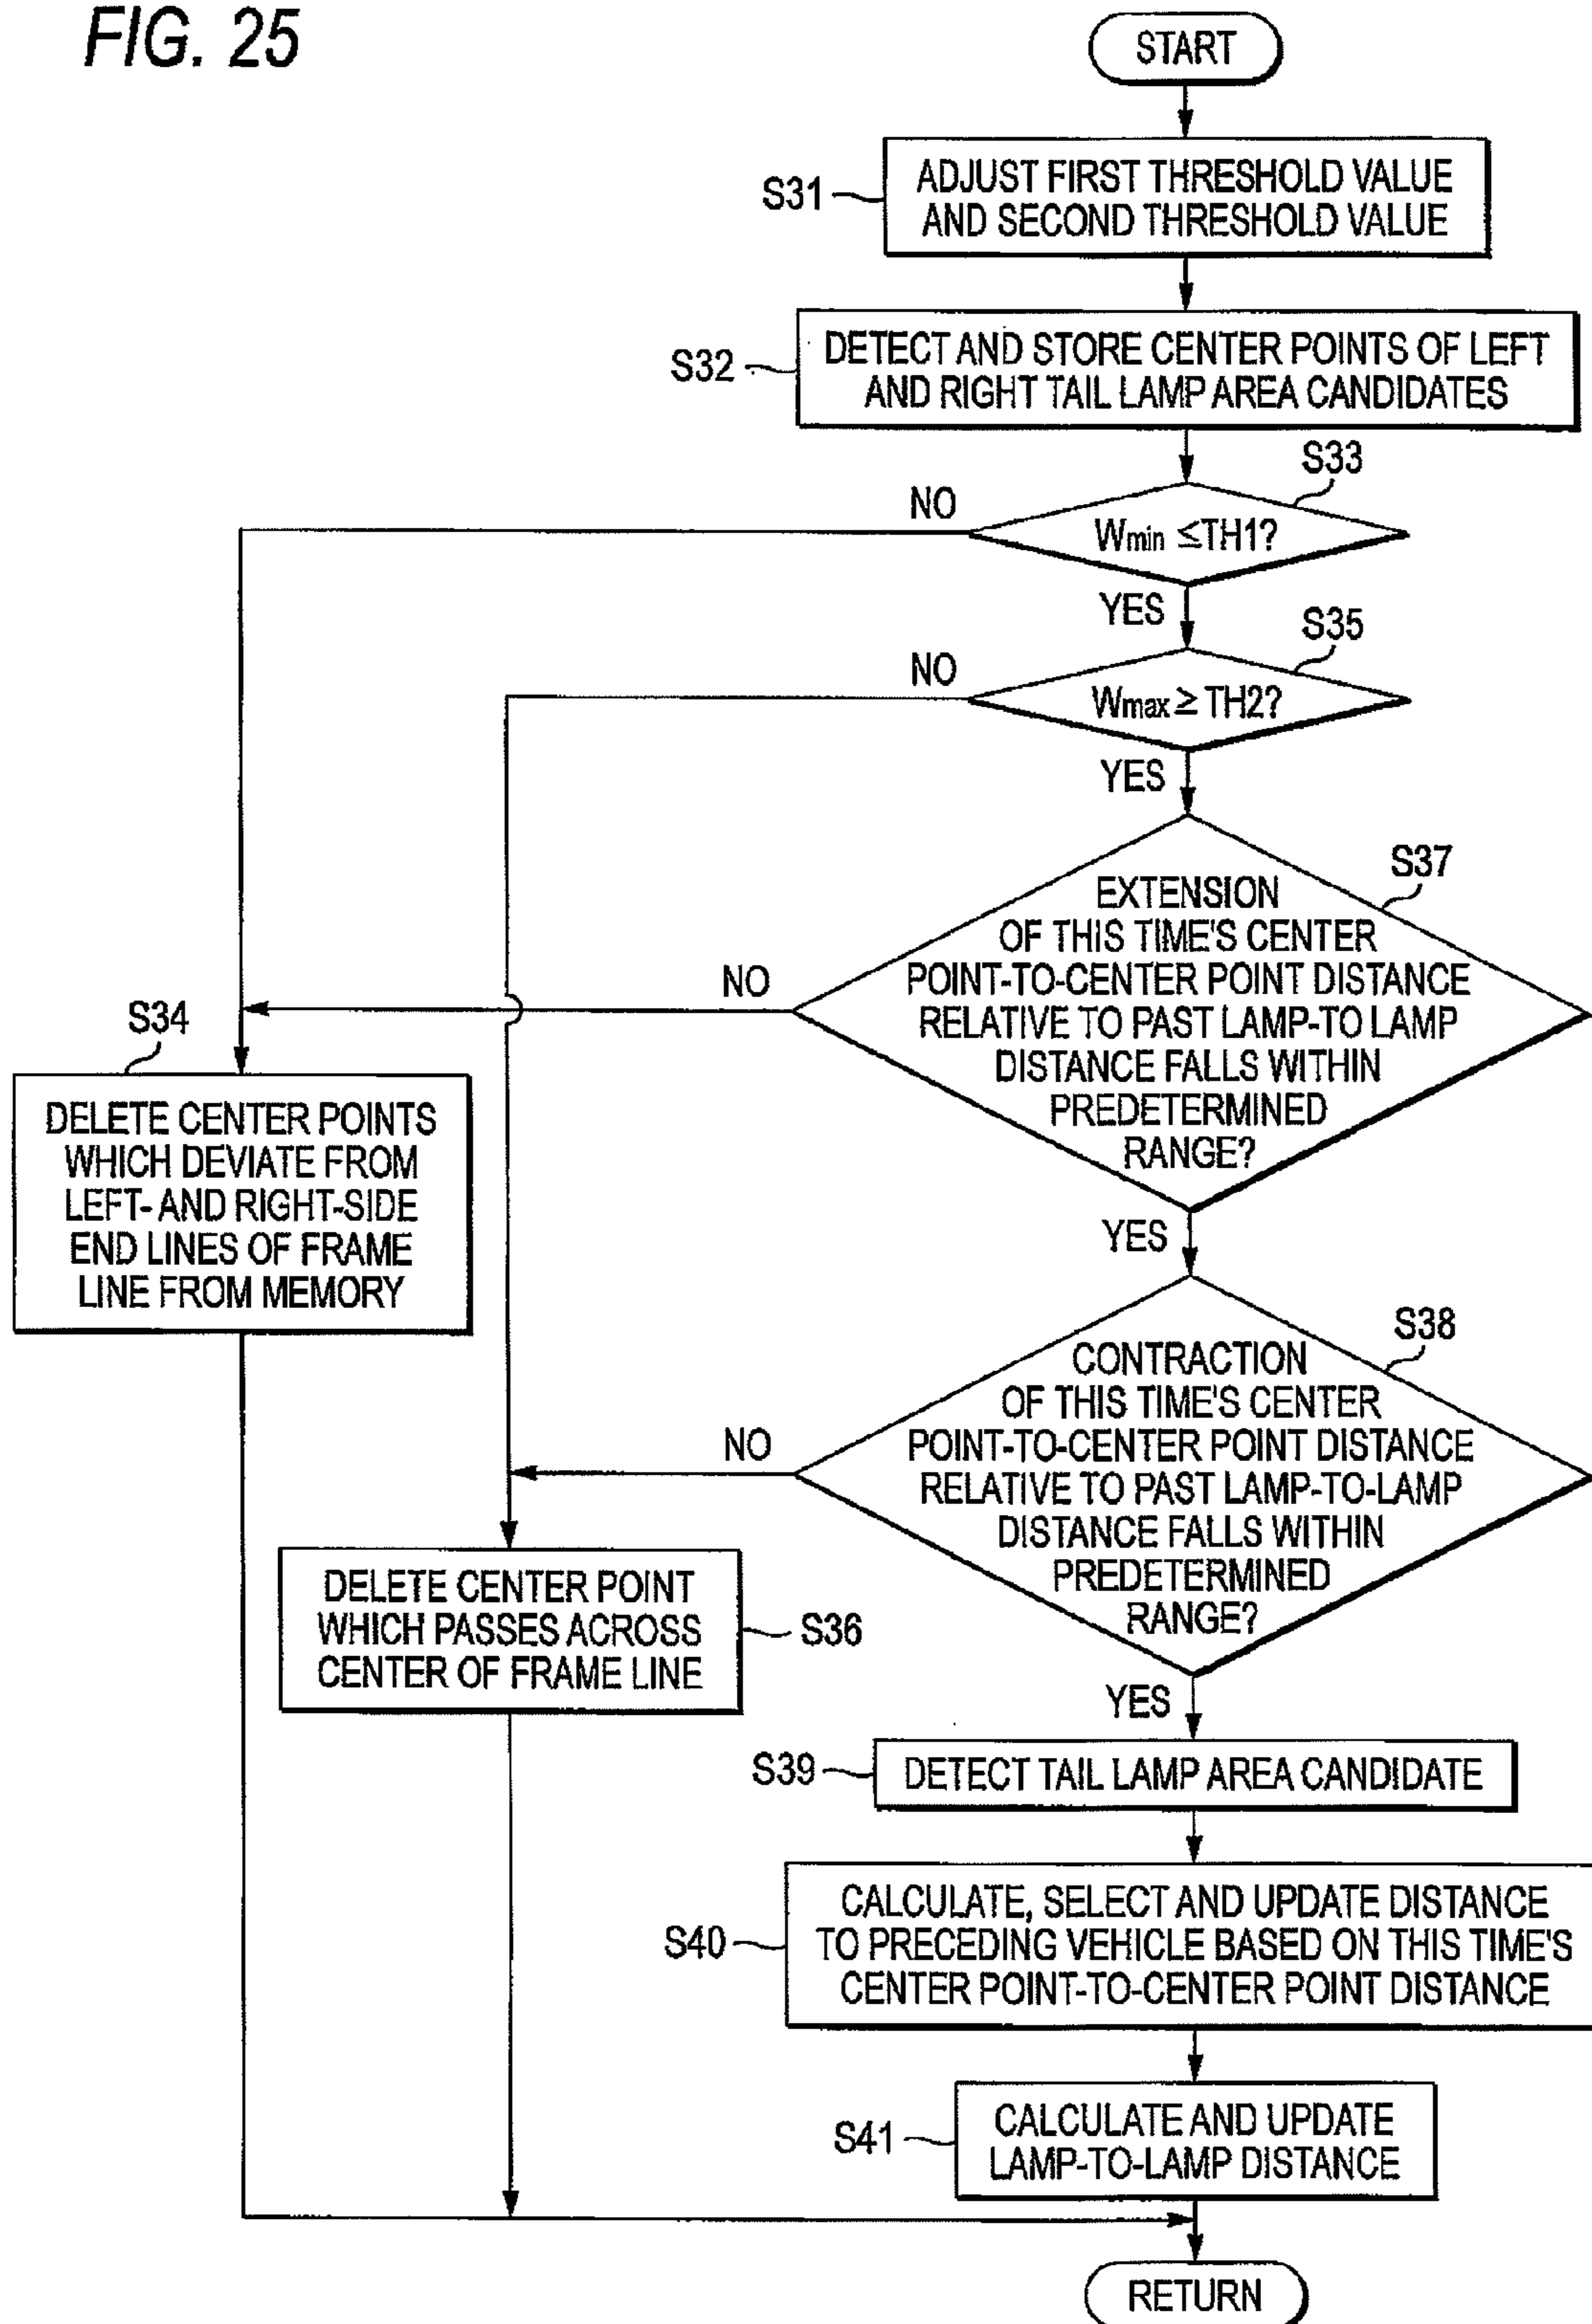 FIG. 25
START
S31
ADJUST FIRST THRESHOLD VALUE
AND SECOND THRESHOLD VALUE
S32
DETECT AND STORE CENTER POINTS OF LEFT
AND RIGHT TAIL LAMP AREA CANDIDATES
S33
NO
Wmin ≤TH1?
YES
S35
NO
Wmax ≥ TH2?
YES
S37
EXTENSION
OF THIS TIME'S CENTER
POINT-TO-CENTER POINT DISTANCE
RELATIVE TO PAST LAMP-TO LAMP
DISTANCE FALLS WITHIN
PREDETERMINED
RANGE?
NO
S34
DELETE CENTER POINTS
WHICH DEVIATE FROM
LEFT- AND RIGHT-SIDE
END LINES OF FRAME
LINE FROM MEMORY
YES
S38
CONTRACTION
OF THIS TIME'S CENTER
POINT-TO-CENTER POINT DISTANCE
RELATIVE TO PAST LAMP-TO-LAMP
DISTANCE FALLS WITHIN
PREDETERMINED
RANGE?
NO
DELETE CENTER POINT
WHICH PASSES ACROSS
CENTER OF FRAME LINE
S36
YES
S39
DETECT TAIL LAMP AREA CANDIDATE
S40
CALCULATE, SELECT AND UPDATE DISTANCE
TO PRECEDING VEHICLE BASED ON THIS TIME'S
CENTER POINT-TO-CENTER POINT DISTANCE
S41
CALCULATE AND UPDATE
LAMP-TO-LAMP DISTANCE
RETURN